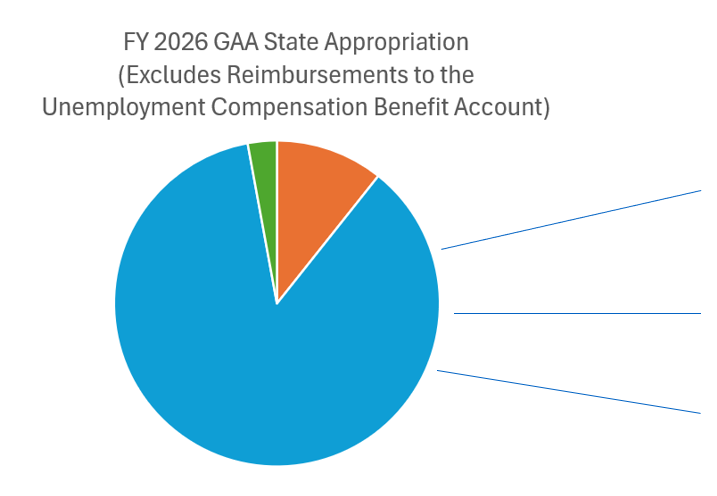 FY 2026 GAA State Appropriation
(Excludes Reimbursements to the
Unemployment Compensation Benefit Account)